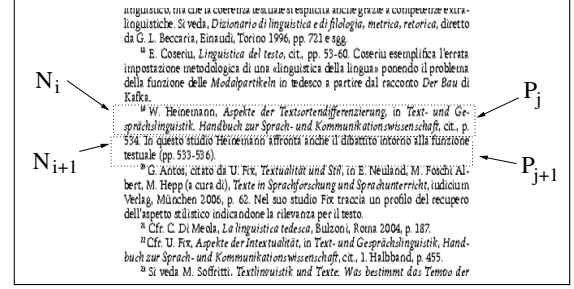 linguistico, ma che la coerenza testuale si esplicita anche grazie a competenze extra-
linguistiche. Si veda, Dizionario di linguistica e di filologia, metrica, retorica, diretto
da G. L. Beccaria, Einaudi, Torino 1996, pp. 721 e sgg.
E. Coseriu, Linguistica del testo, cit., pp. 53-60. Coseriu esemplifica l'errata
impostazione metodologica di una «linguistica della lingua» ponendo il problema
della funzione delle Modalpartikeln in tedesco a partire dal racconto Der Bau di
Kafka.
Ni
Pj
W. Heinemann, Aspekte der Textsortendifferenzierung, in Text- und Ge-
sprächslinguistik. Handbuch zur Sprach- und Kommunikationswissenschaft, cit., p.
534. In questo studio Heinemann affronta anche il dibattito intorno alla funzione
testuale (pp. 533-536).
Ni+1
Pj+1
20 G. Antos, citato da U. Fix, Textualität und Stil, in E. Neuland, M. Foschi Al-
bert, M. Hepp (a cura di), Texte in Sprachforschung und Sprachunterricht, iudicium
Verlag, München 2006, p. 62. Nel suo studio Fix traccia un profilo del recupero
dell'aspetto stilistico indicandone la rilevanza per il testo.
21 Cfr. C. Di Meola, La linguistica tedesca, Bulzoni, Roma 2004, p. 187.
22 Cfr. U. Fix, Aspekte der Intextualität, in Text- und Gesprächslinguistik, Hand-
buch zur Sprach- und Kommunikationswissenschaft, cit., 1. Halbband, p. 455.
23 Si veda M. Soffritti, Textlinguistik und Texte: Was bestimmt das Tempo der